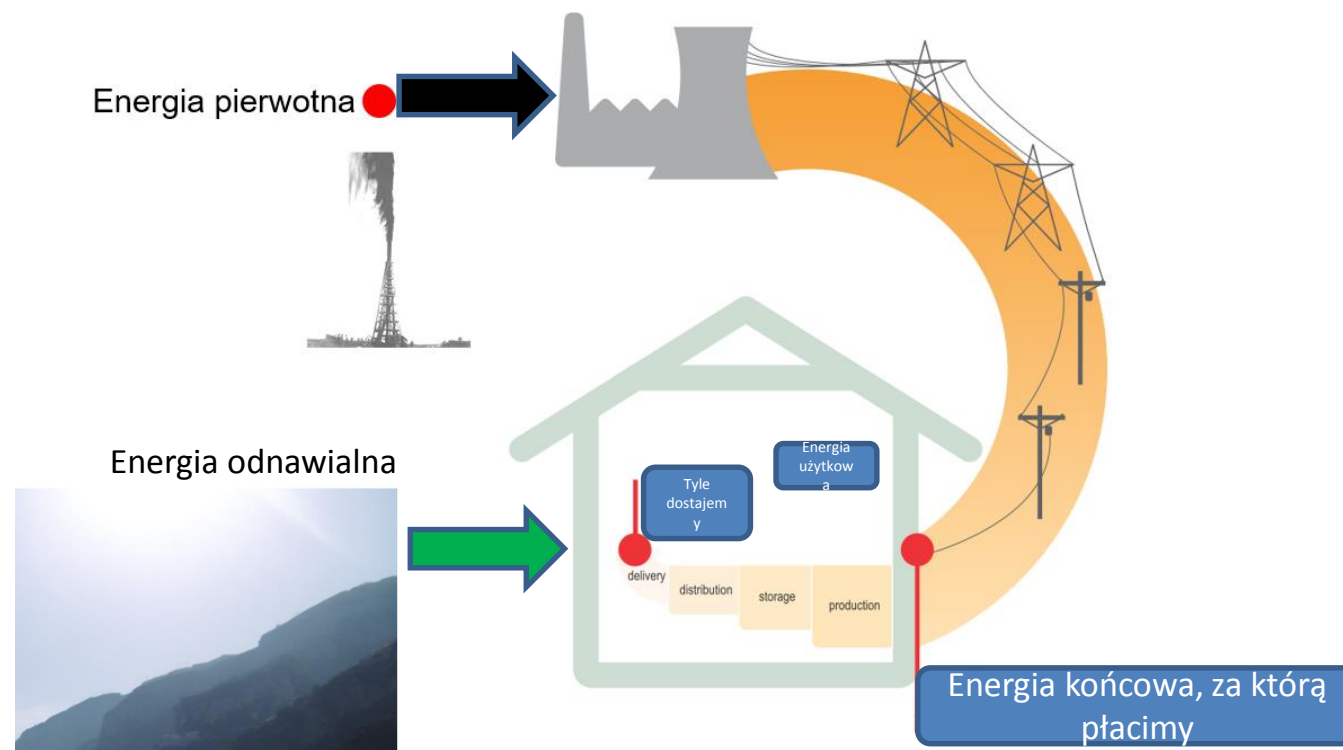 Energia pierwotna
Energia odnawialna
Energia
użytkow
a
Tyle
dostajem
y
delivery
distribution
storage
production
Energia końcowa, za którą
płacimy